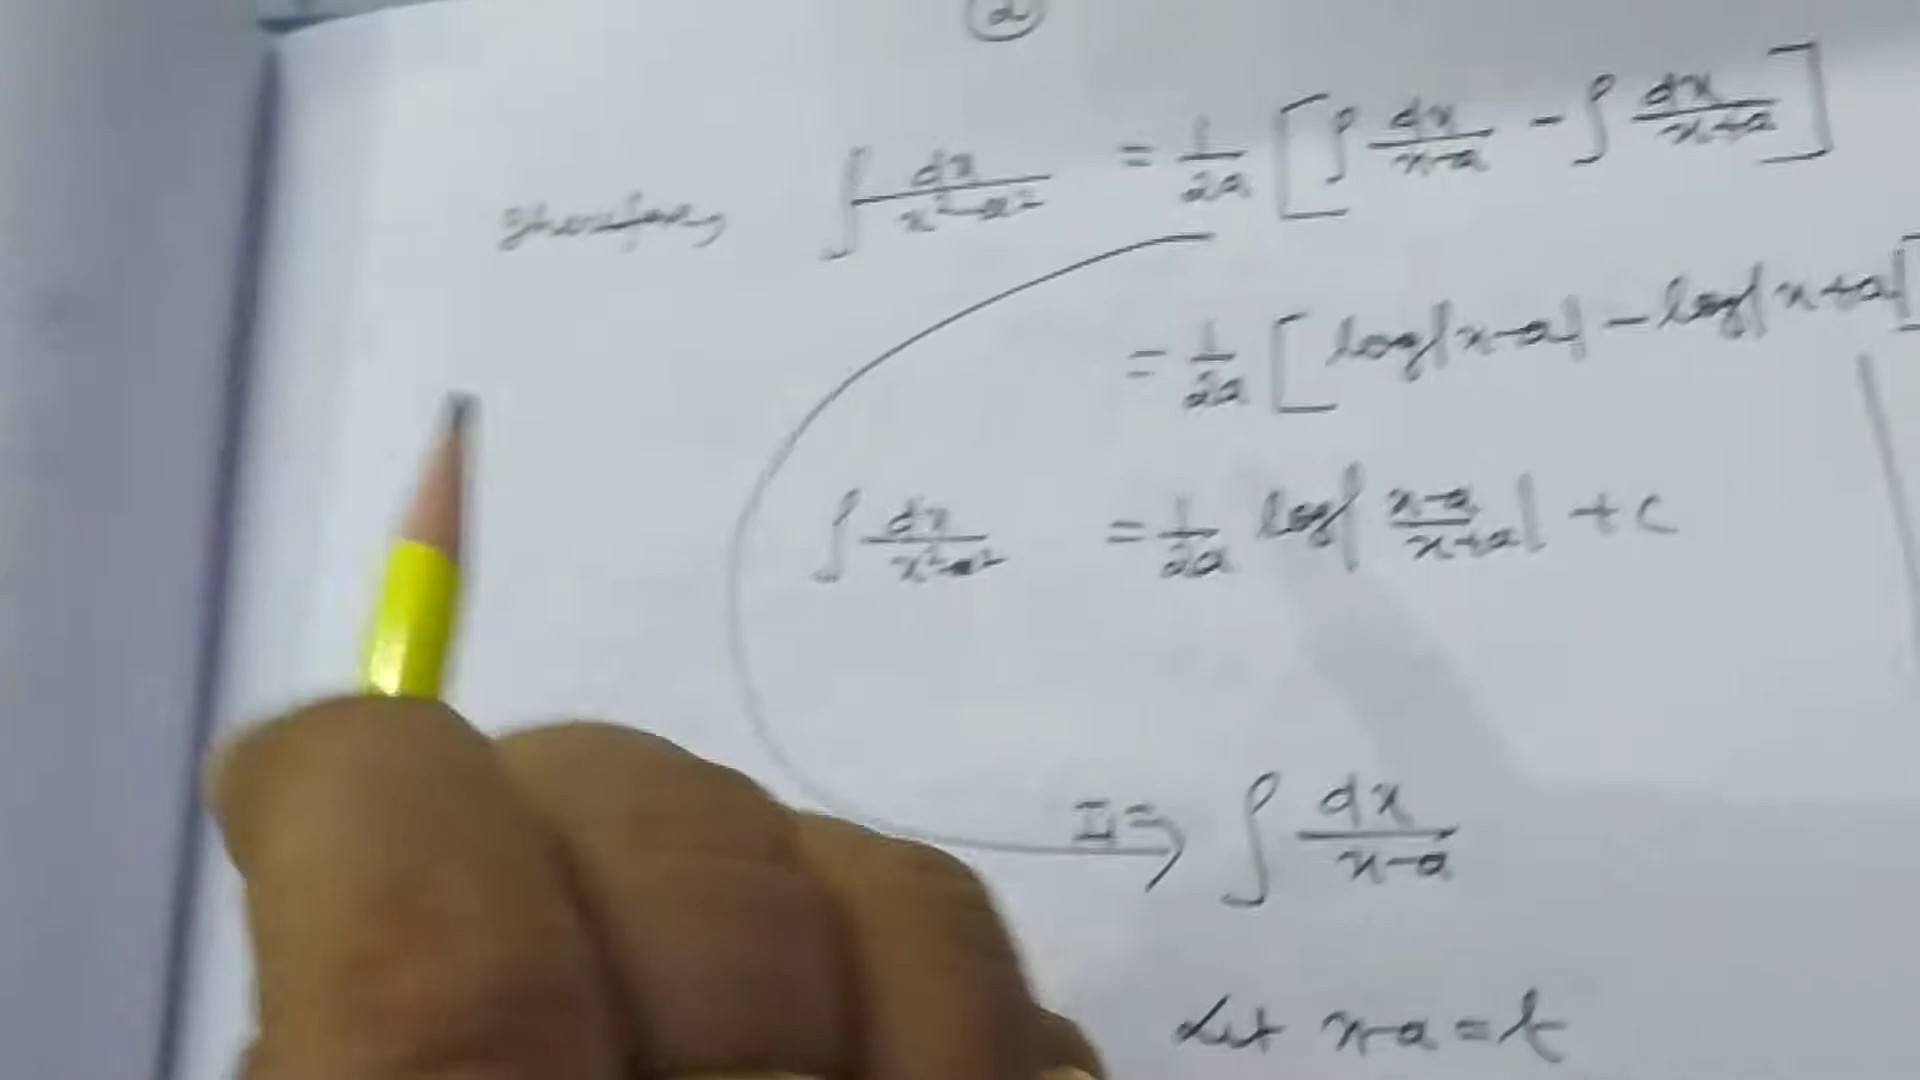 2
Therefore, ∫ dx/(x²-a²) = 1/2a [∫ dx/(x-a) - ∫ dx/(x+a)]
= 1/2a [log|x-a| - log|x+a|]
∫ dx/(x²-a²) = 1/2a log|(x-a)/(x+a)| + c
I₁ = ∫ dx/(x-a)
Let x-a = t